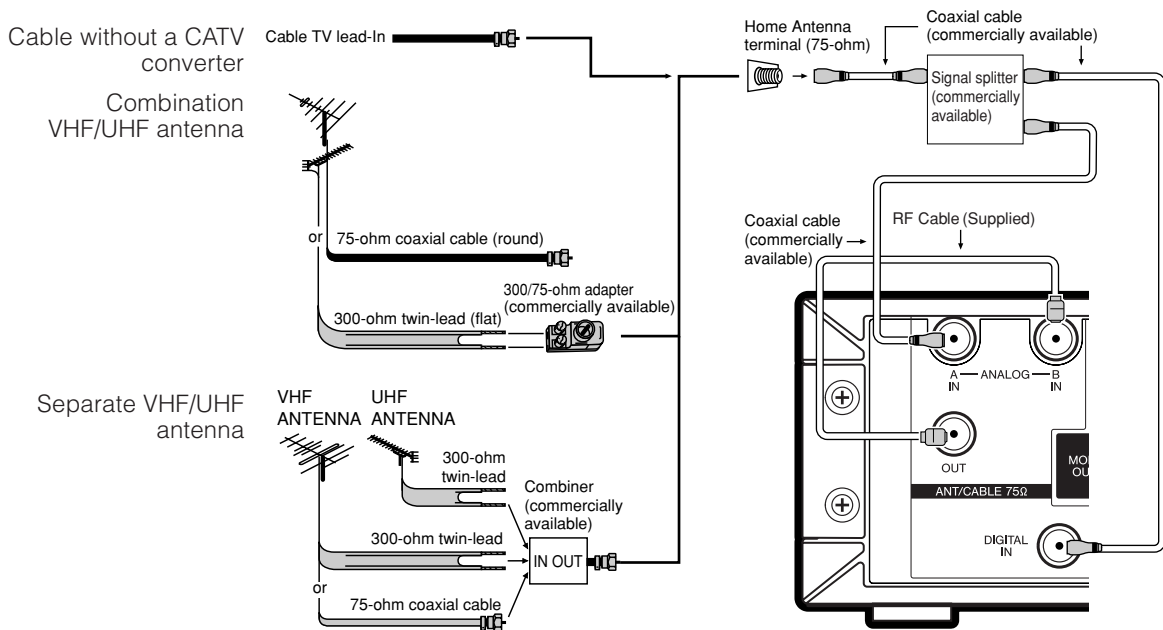 Cable without a CATV
converter
Cable TV lead-In
Combination
VHF/UHF antenna
or
75-ohm coaxial cable (round)
300/75-ohm adapter
(commercially available)
300-ohm twin-lead (flat)
Separate VHF/UHF
antenna
VHF
ANTENNA
UHF
ANTENNA
300-ohm
twin-lead
Combiner
(commercially
available)
300-ohm twin-lead
IN OUT
or
75-ohm coaxial cable
Home Antenna
terminal (75-ohm)
Coaxial cable
(commercially available)
Signal splitter
(commercially
available)
Coaxial cable
(commercially
available)
RF Cable (Supplied)
A — ANALOG — B
IN IN
OUT
MO
OU
ANT/CABLE 75Ω
DIGITAL
IN